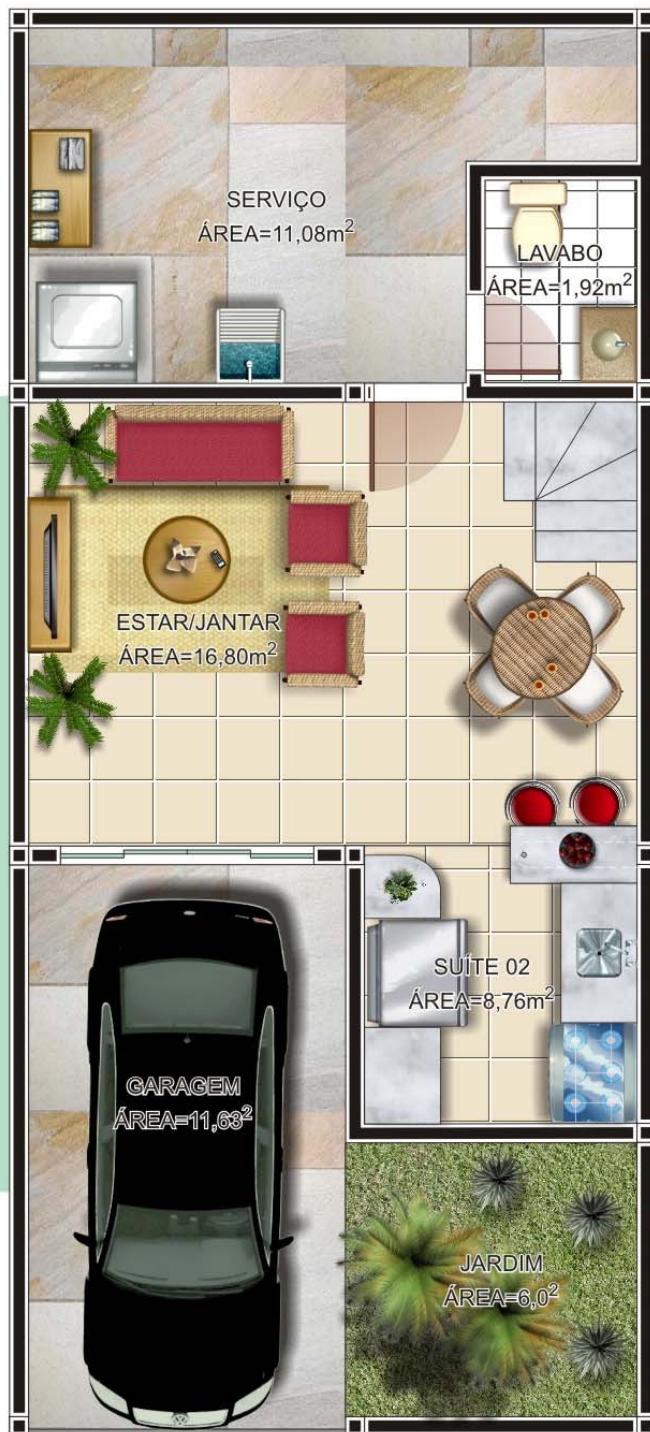 SERVIÇO
ÁREA=11,08m²
LAVABO
ÁREA=1,92m²
ESTAR/JANTAR
ÁREA=16,80m²
SUÍTE 02
ÁREA=8,76m²
GARAGEM
ÁREA=11,63²
JARDIM
ÁREA=6,0²